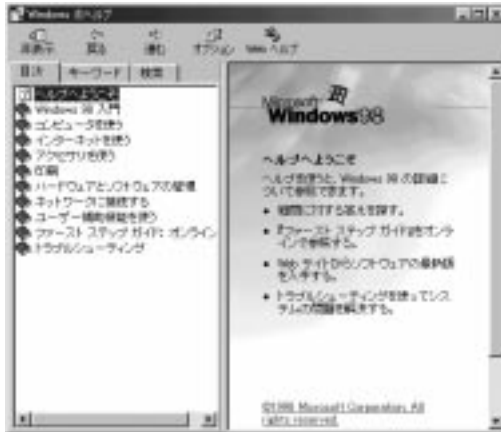 Windows のヘルプ
非表示 戻る 進む オプション Web ヘルプ
目次 キーワード 検索
ヘルプへようこそ
Windows 98 入門
コンピュータを使う
インターネットを使う
アクセサリを使う
印刷
ハードウェアとソフトウェアの管理
ネットワークに接続する
ユーザー補助機能を使う
ファースト ステップ ガイド: オンライン
トラブルシューティング
Microsoft
Windows98
ヘルプへようこそ
ヘルプを使うと、Windows 98 の詳細に
ついて参照できます。
疑問に対する答えを探す。
『ファースト ステップ ガイド』をオンラ
インで参照する。
Web サイトからソフトウェアの最新版
を入手する。
トラブルシューティングを使ってシス
テムの問題を解決する。
©1998 Microsoft Corporation. All
rights reserved.